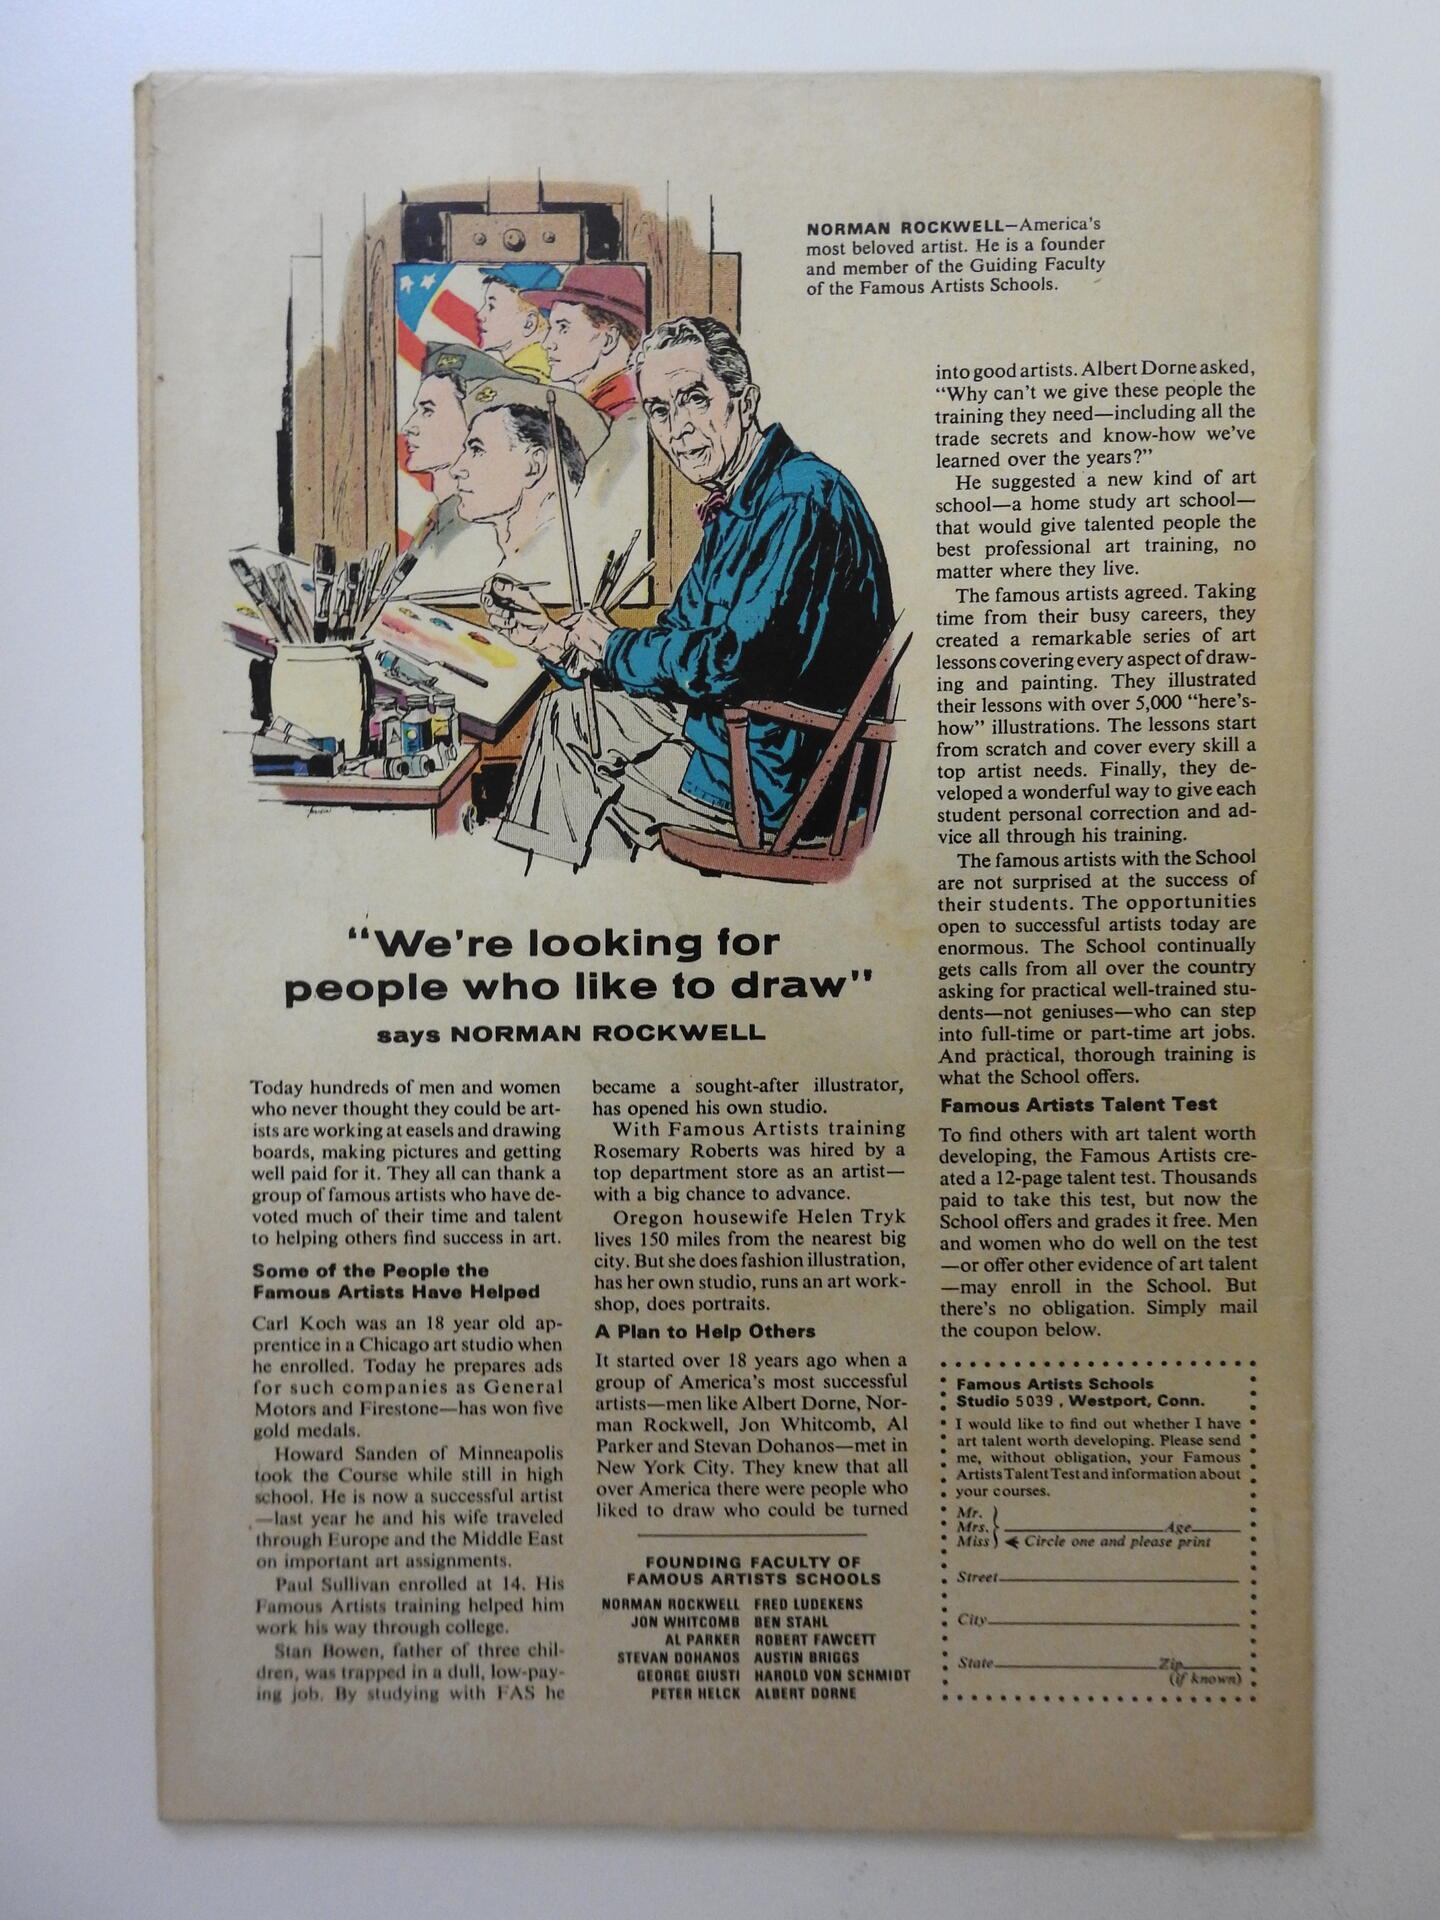 NORMAN ROCKWELL—America's
most beloved artist. He is a founder
and member of the Guiding Faculty
of the Famous Artists Schools.
"We're looking for
people who like to draw"
says NORMAN ROCKWELL
Today hundreds of men and women
who never thought they could be art-
ists are working at easels and drawing
boards, making pictures and getting
well paid for it. They all can thank a
group of famous artists who have de-
voted much of their time and talent
to helping others find success in art.
Some of the People the
Famous Artists Have Helped
Carl Koch was an 18 year old ap-
prentice in a Chicago art studio when
he enrolled. Today he prepares ads
for such companies as General
Motors and Firestone—has won five
gold medals.
Howard Sanden of Minneapolis
took the Course while still in high
school. He is now a successful artist
—last year he and his wife traveled
through Europe and the Middle East
on important art assignments.
Paul Sullivan enrolled at 14. His
Famous Artists training helped him
work his way through college.
Stan Bowen, father of three chil-
dren, was trapped in a dull, low-pay-
ing job. By studying with FAS he
became a sought-after illustrator,
has opened his own studio.
With Famous Artists training
Rosemary Roberts was hired by a
top department store as an artist—
with a big chance to advance.
Oregon housewife Helen Tryk
lives 150 miles from the nearest big
city. But she does fashion illustration,
has her own studio, runs an art work-
shop, does portraits.
A Plan to Help Others
It started over 18 years ago when a
group of America's most successful
artists—men like Albert Dorne, Nor-
man Rockwell, Jon Whitcomb, Al
Parker and Stevan Dohanos—met in
New York City. They knew that all
over America there were people who
liked to draw who could be turned
FOUNDING FACULTY OF
FAMOUS ARTISTS SCHOOLS
NORMAN ROCKWELL FRED LUDEKENS
JON WHITCOMB BEN STAHL
AL PARKER ROBERT FAWCETT
STEVAN DOHANOS AUSTIN BRIGGS
GEORGE GIUSTI HAROLD VON SCHMIDT
PETER HELCK ALBERT DORNE
into good artists. Albert Dorne asked,
"Why can't we give these people the
training they need—including all the
trade secrets and know-how we've
learned over the years?"
He suggested a new kind of art
school—a home study art school—
that would give talented people the
best professional art training, no
matter where they live.
The famous artists agreed. Taking
time from their busy careers, they
created a remarkable series of art
lessons covering every aspect of draw-
ing and painting. They illustrated
their lessons with over 5,000 "here's-
how" illustrations. The lessons start
from scratch and cover every skill a
top artist needs. Finally, they de-
veloped a wonderful way to give each
student personal correction and ad-
vice all through his training.
The famous artists with the School
are not surprised at the success of
their students. The opportunities
open to successful artists today are
enormous. The School continually
gets calls from all over the country
asking for practical well-trained stu-
dents—not geniuses—who can step
into full-time or part-time art jobs.
And practical, thorough training is
what the School offers.
Famous Artists Talent Test
To find others with art talent worth
developing, the Famous Artists cre-
ated a 12-page talent test. Thousands
paid to take this test, but now the
School offers and grades it free. Men
and women who do well on the test
—or offer other evidence of art talent
—may enroll in the School. But
there's no obligation. Simply mail
the coupon below.
Famous Artists Schools
Studio 5039, Westport, Conn.
I would like to find out whether I have
art talent worth developing. Please send
me, without obligation, your Famous
Artists Talent Test and information about
your courses.
Mr.
Mrs. Age
Miss Circle one and please print
Street
City
State Zip
(if known)